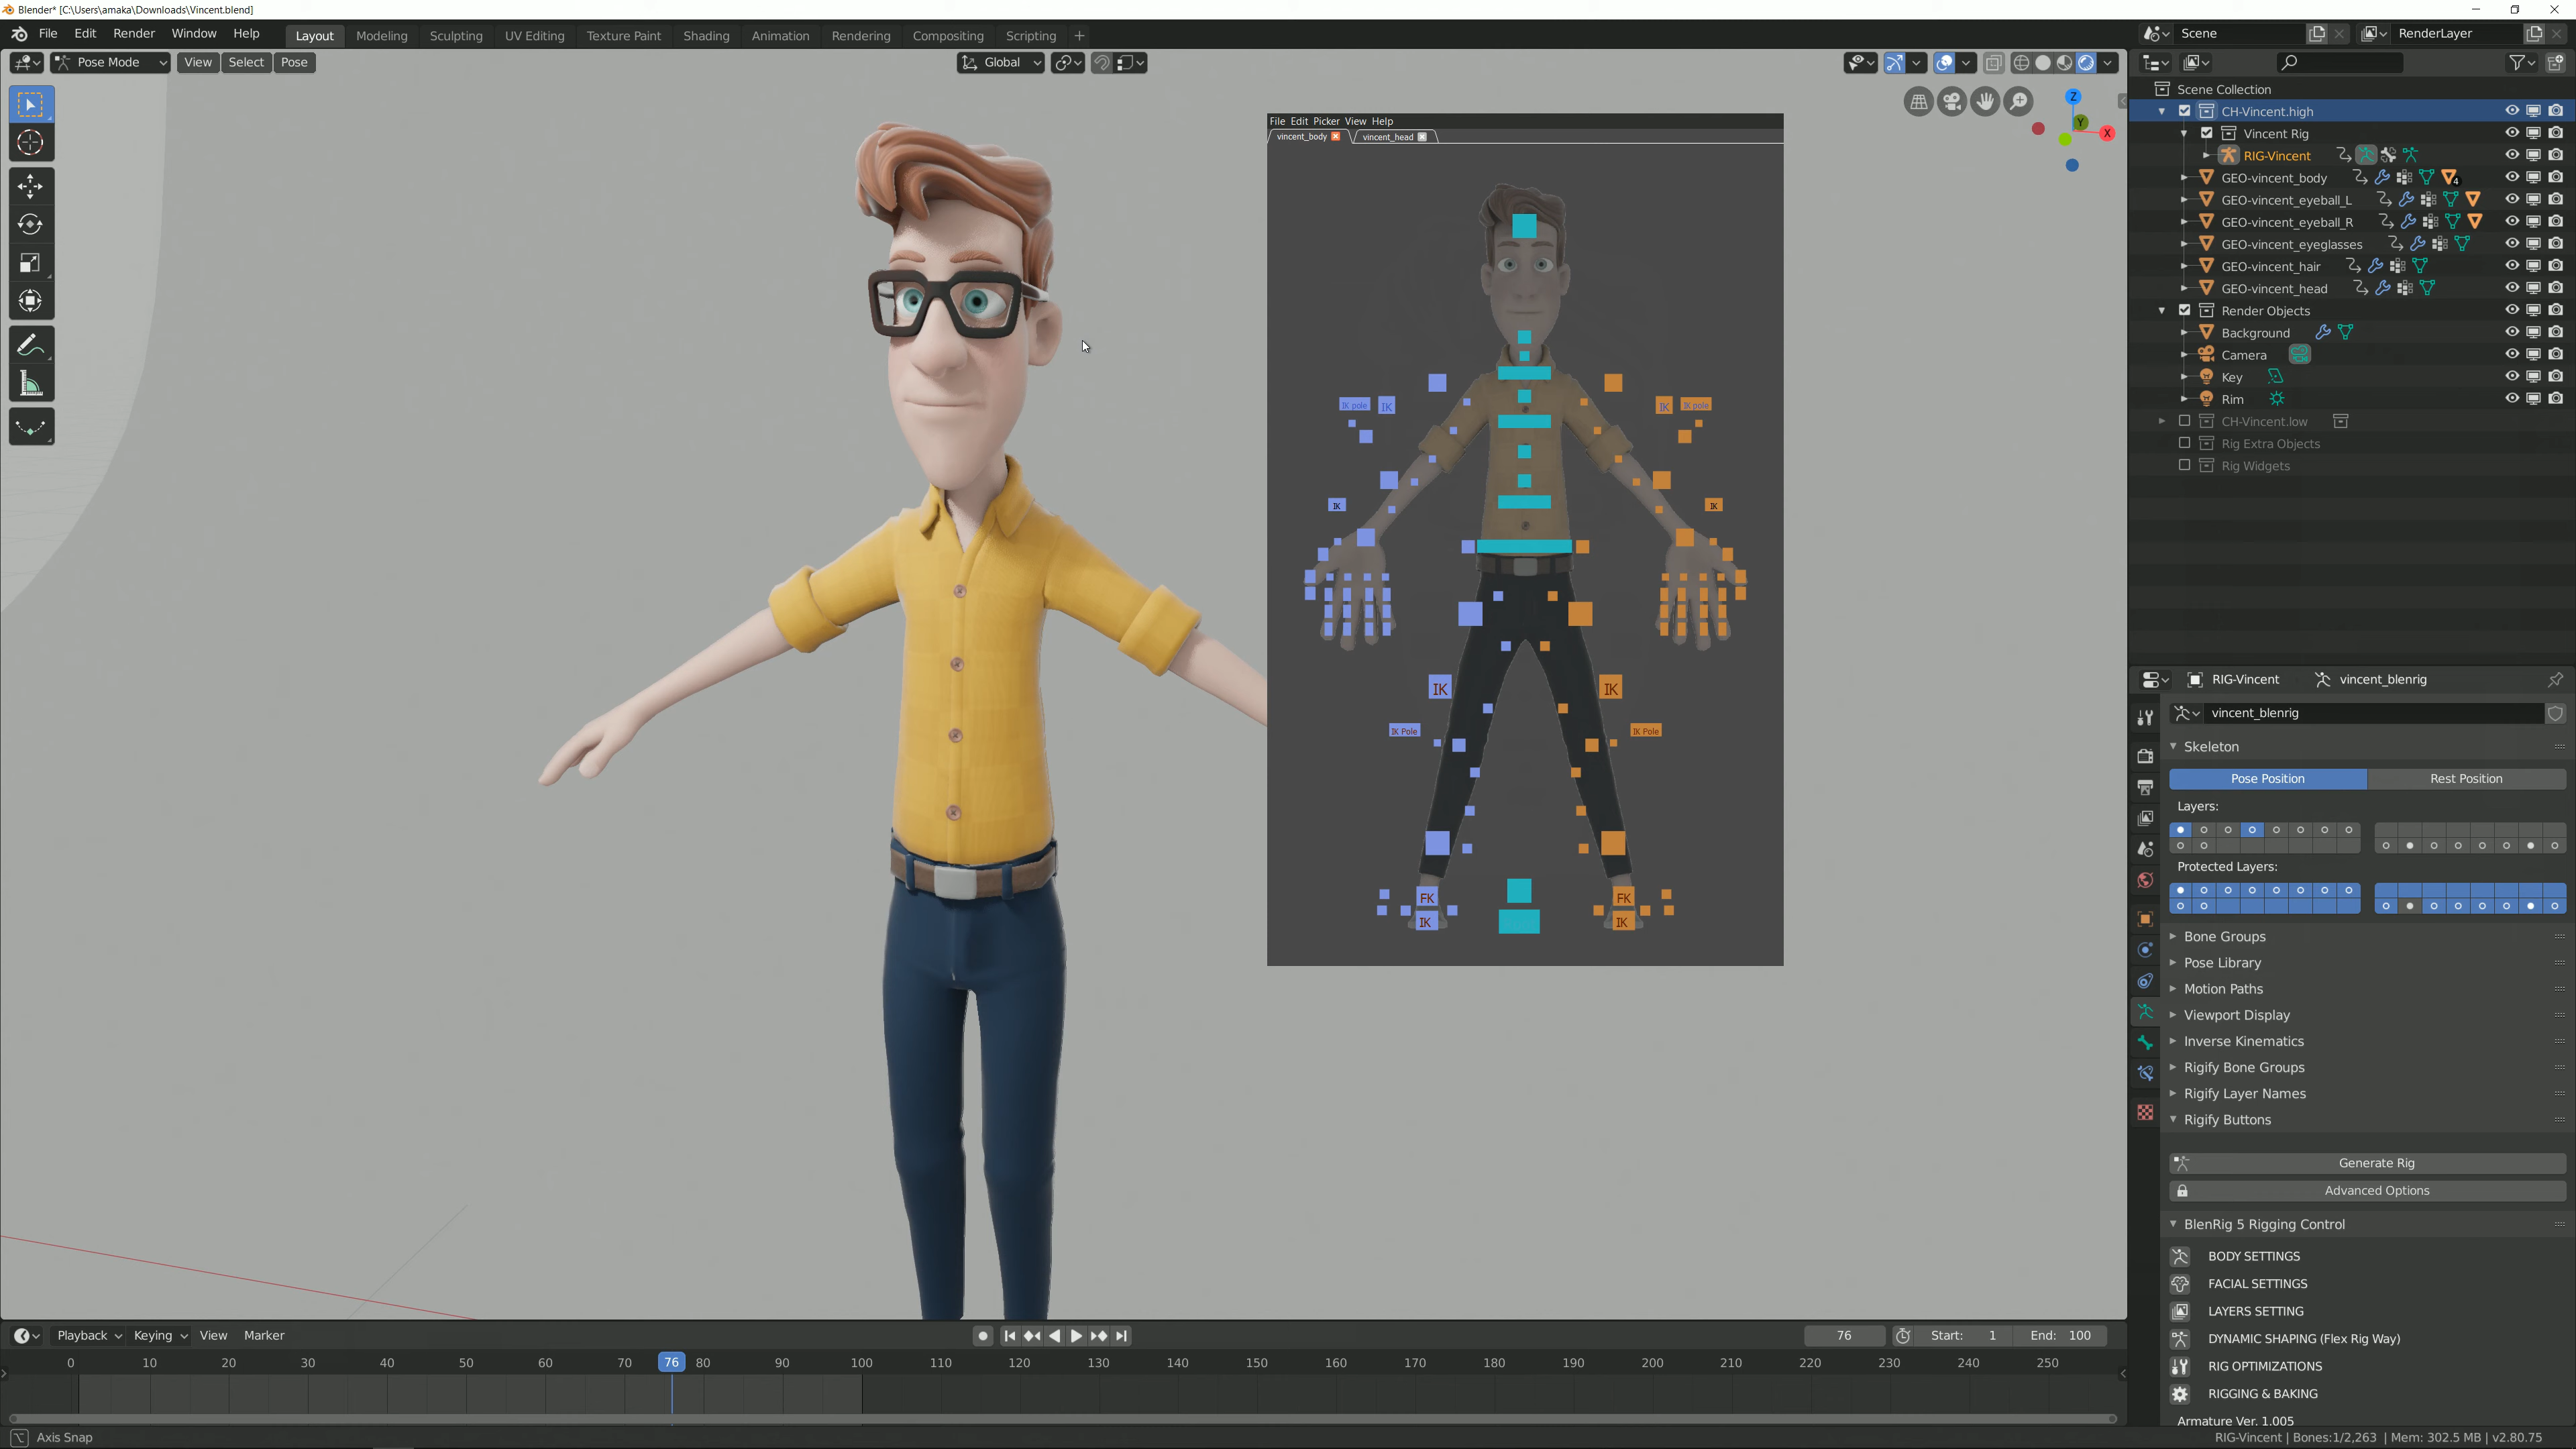 Blender* [C:\Users\amaka\Downloads\Vincent.blend]
File Edit Render Window Help Layout Modeling Sculpting UV Editing Texture Paint Shading Animation Rendering Compositing Scripting + Scene RenderLayer
Pose Mode View Select Pose Global
File Edit Picker View Help
vincent_body vincent_head
Z
Y
X
IK pole IK IK IK pole
IK IK
IK IK
IK Pole IK Pole
FK FK
IK IK
Scene Collection
CH-Vincent.high
Vincent Rig
RIG-Vincent
GEO-vincent_body 4
GEO-vincent_eyeball_L
GEO-vincent_eyeball_R
GEO-vincent_eyeglasses
GEO-vincent_hair
GEO-vincent_head
Render Objects
Background
Camera
Key
Rim
CH-Vincent.low
Rig Extra Objects
Rig Widgets
RIG-Vincent vincent_blenrig
vincent_blenrig
Skeleton
Pose Position Rest Position
Layers:
Protected Layers:
Bone Groups
Pose Library
Motion Paths
Viewport Display
Inverse Kinematics
Rigify Bone Groups
Rigify Layer Names
Rigify Buttons
Generate Rig
Advanced Options
BlenRig 5 Rigging Control
BODY SETTINGS
FACIAL SETTINGS
LAYERS SETTING
DYNAMIC SHAPING (Flex Rig Way)
RIG OPTIMIZATIONS
RIGGING & BAKING
Armature Ver. 1.005
Playback Keying View Marker 76 Start: 1 End: 100
0 10 20 30 40 50 60 70 76 80 90 100 110 120 130 140 150 160 170 180 190 200 210 220 230 240 250
Axis Snap
RIG-Vincent | Bones:1/2,263 | Mem: 302.5 MB | v2.80.75